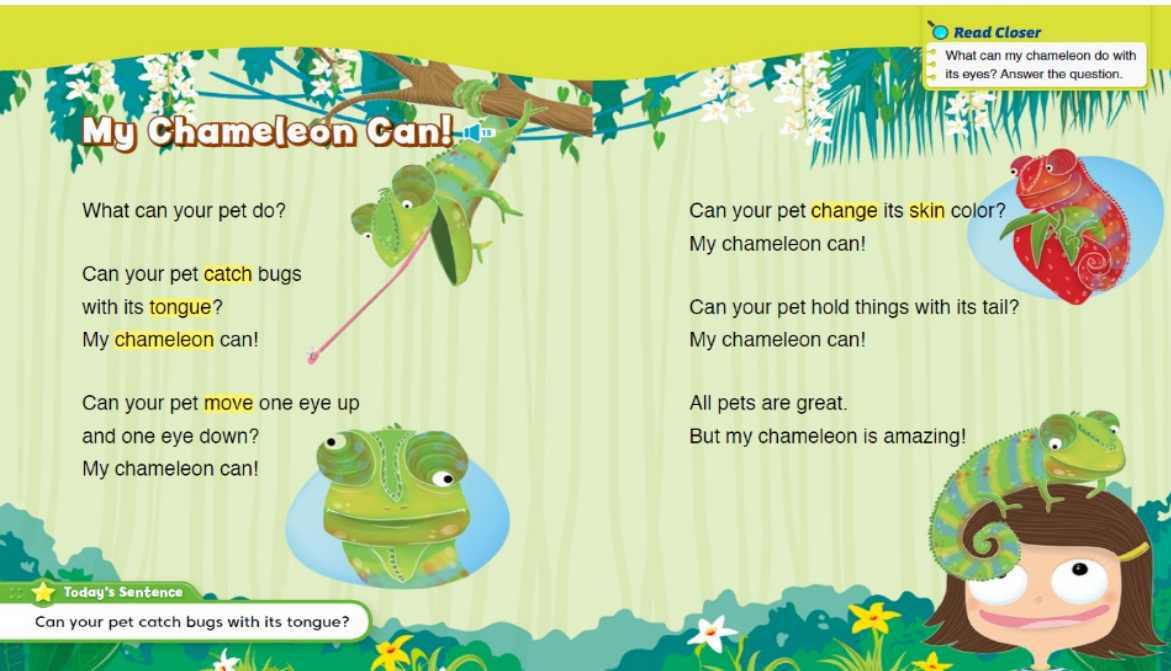 Read Closer
What can my chameleon do with
its eyes? Answer the question.
My Chameleon Can!
15
What can your pet do?
Can your pet catch bugs
with its tongue?
My chameleon can!
Can your pet move one eye up
and one eye down?
My chameleon can!
Today's Sentence
Can your pet catch bugs with its tongue?
Can your pet change its skin color?
My chameleon can!
Can your pet hold things with its tail?
My chameleon can!
All pets are great.
But my chameleon is amazing!